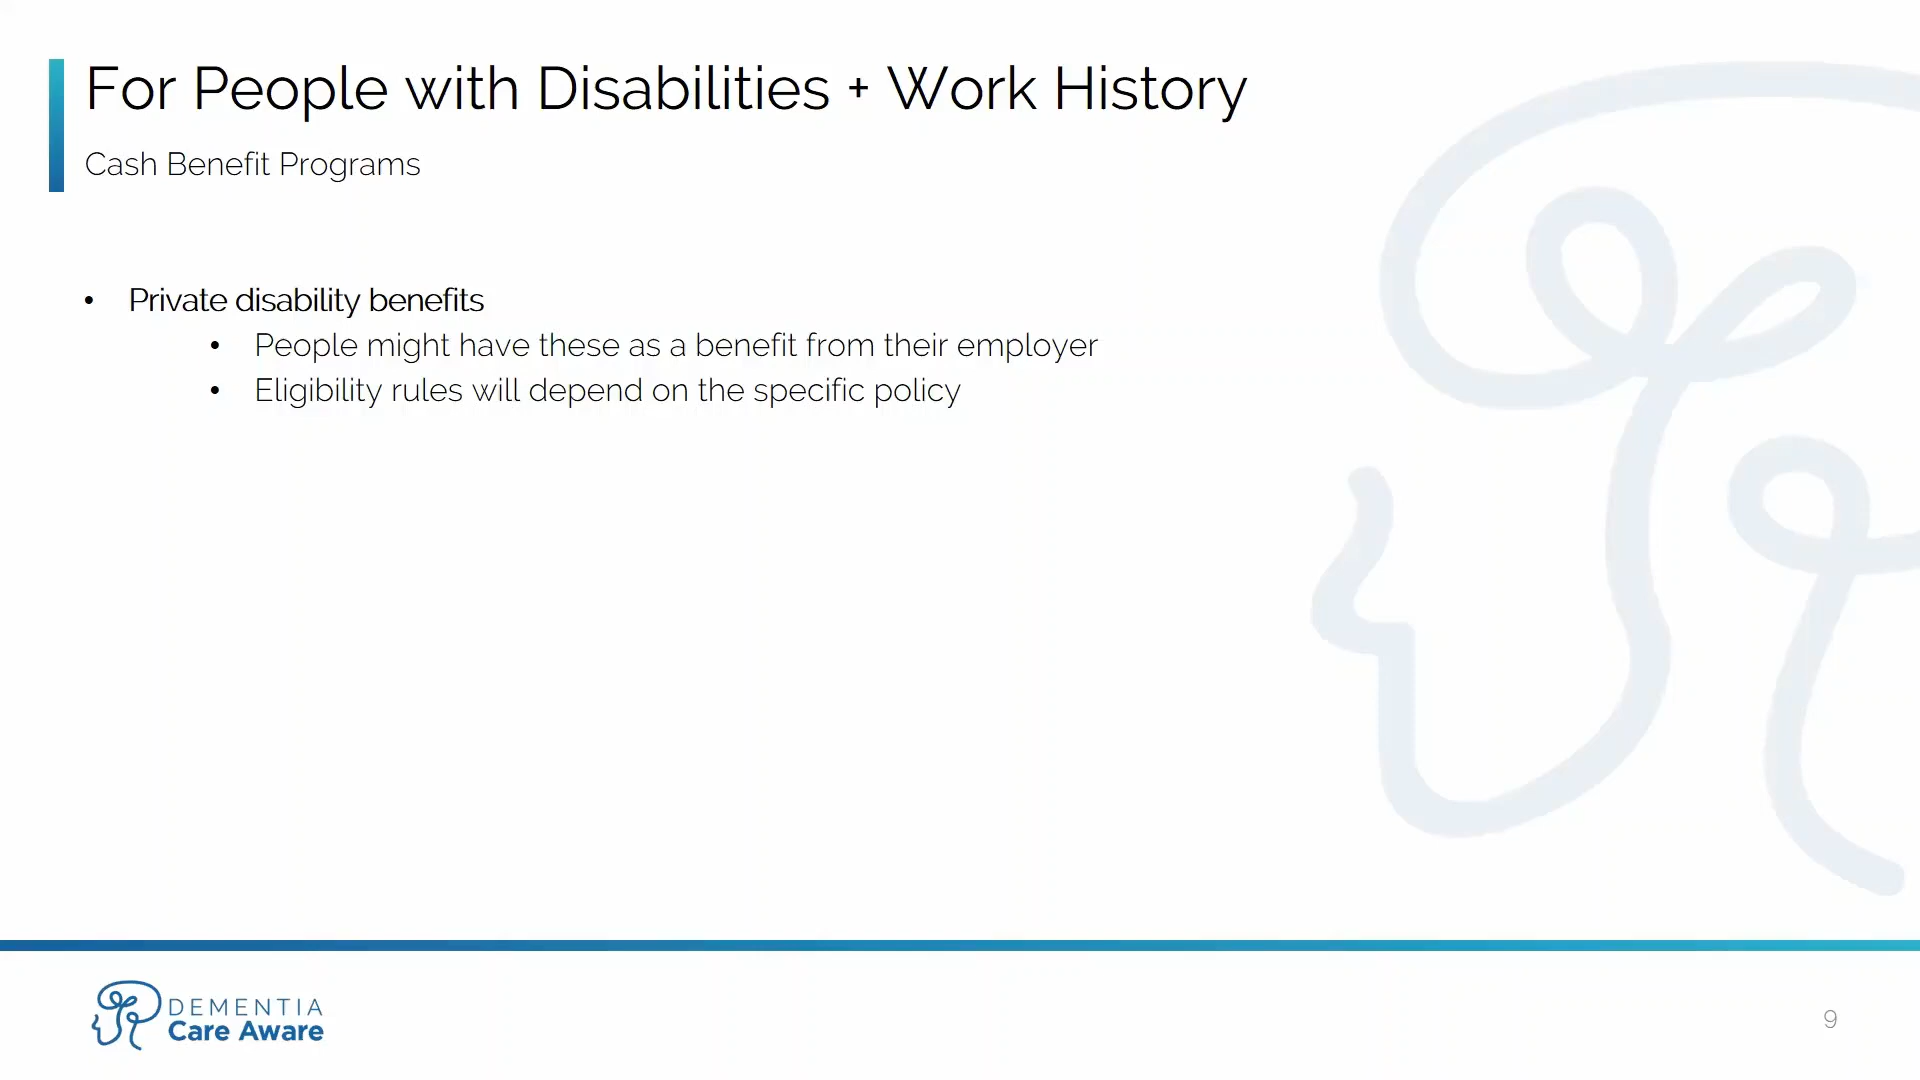 For People with Disabilities + Work History
Cash Benefit Programs
• Private disability benefits
• People might have these as a benefit from their employer
• Eligibility rules will depend on the specific policy
DEMENTIA
Care Aware
9